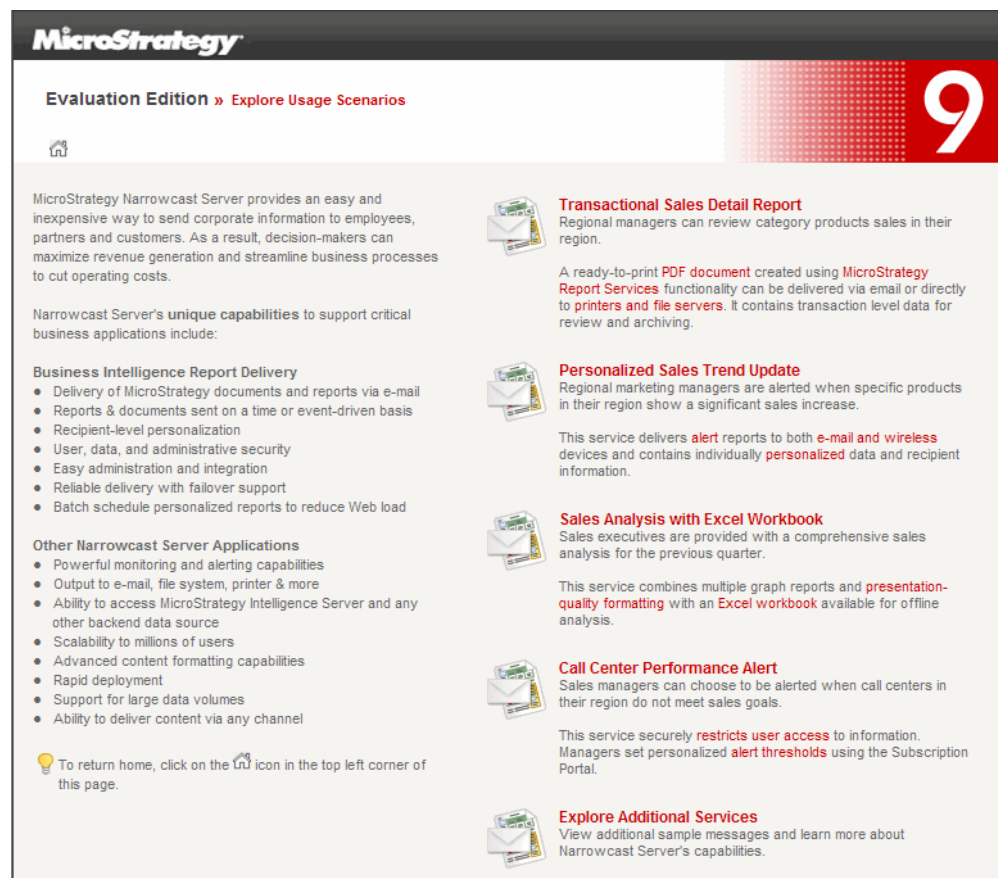 MicroStrategy
Evaluation Edition » Explore Usage Scenarios
9
MicroStrategy Narrowcast Server provides an easy and
inexpensive way to send corporate information to employees,
partners and customers. As a result, decision-makers can
maximize revenue generation and streamline business processes
to cut operating costs.
Narrowcast Server's unique capabilities to support critical
business applications include:
Business Intelligence Report Delivery
● Delivery of MicroStrategy documents and reports via e-mail
● Reports & documents sent on a time or event-driven basis
● Recipient-level personalization
● User, data, and administrative security
● Easy administration and integration
● Reliable delivery with failover support
● Batch schedule personalized reports to reduce Web load
Other Narrowcast Server Applications
● Powerful monitoring and alerting capabilities
● Output to e-mail, file system, printer & more
● Ability to access MicroStrategy Intelligence Server and any
other backend data source
● Scalability to millions of users
● Advanced content formatting capabilities
● Rapid deployment
● Support for large data volumes
● Ability to deliver content via any channel
To return home, click on the icon in the top left corner of
this page.
Transactional Sales Detail Report
Regional managers can review category products sales in their
region.
A ready-to-print PDF document created using MicroStrategy
Report Services functionality can be delivered via email or directly
to printers and file servers. It contains transaction level data for
review and archiving.
Personalized Sales Trend Update
Regional marketing managers are alerted when specific products
in their region show a significant sales increase.
This service delivers alert reports to both e-mail and wireless
devices and contains individually personalized data and recipient
information.
Sales Analysis with Excel Workbook
Sales executives are provided with a comprehensive sales
analysis for the previous quarter.
This service combines multiple graph reports and presentation-
quality formatting with an Excel workbook available for offline
analysis.
Call Center Performance Alert
Sales managers can choose to be alerted when call centers in
their region do not meet sales goals.
This service securely restricts user access to information.
Managers set personalized alert thresholds using the Subscription
Portal.
Explore Additional Services
View additional sample messages and learn more about
Narrowcast Server's capabilities.